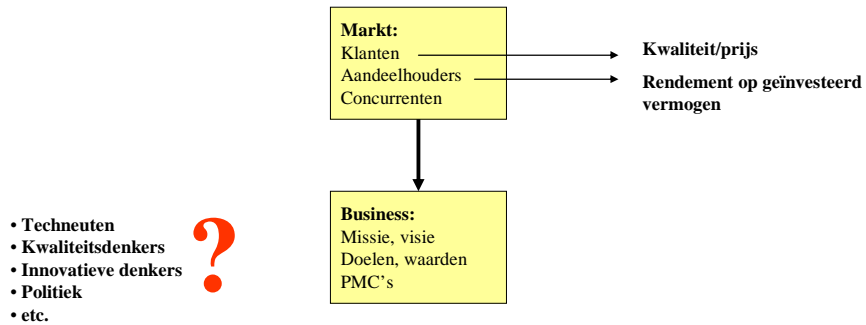 Markt:
Klanten
Aandeelhouders
Concurrenten
Kwaliteit/prijs
Rendement op geïnvesteerd
vermogen
• Techneuten
• Kwaliteitsdenkers
• Innovatieve denkers
• Politiek
• etc.
?
Business:
Missie, visie
Doelen, waarden
PMC’s